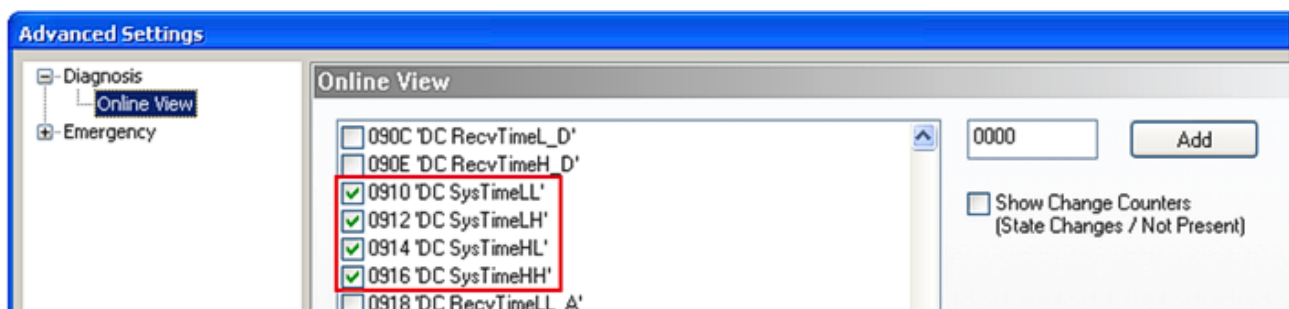 Advanced Settings
Diagnosis
Online View
Emergency
Online View
090C 'DC RecvTimeL_D'
090E 'DC RecvTimeH_D'
0910 'DC SysTimeLL'
0912 'DC SysTimeLH'
0914 'DC SysTimeHL'
0916 'DC SysTimeHH'
0918 'DC RecvTimeLL_A'
0000
Add
Show Change Counters
(State Changes / Not Present)